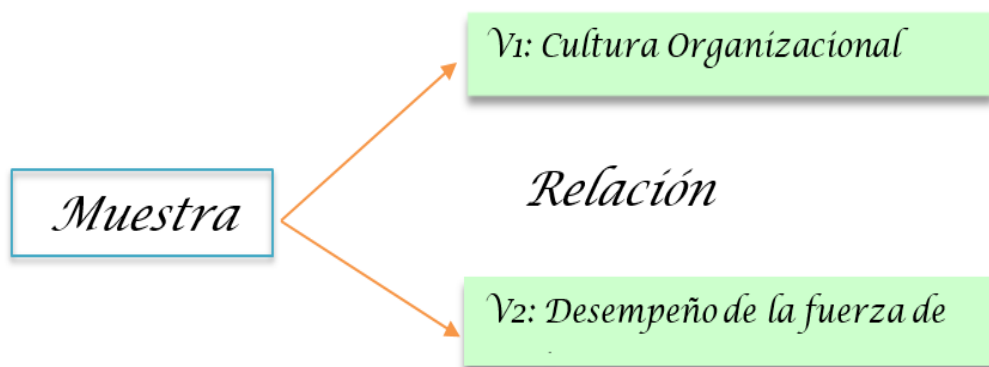 V1: Cultura Organizacional
Relación
Muestra
V2: Desempeño de la fuerza de